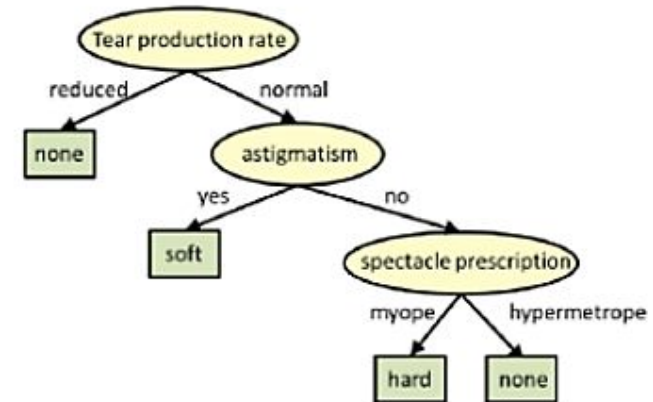 Tear production rate
reduced
normal
none
astigmatism
yes
no
soft
spectacle prescription
myope
hypermetrope
hard
none